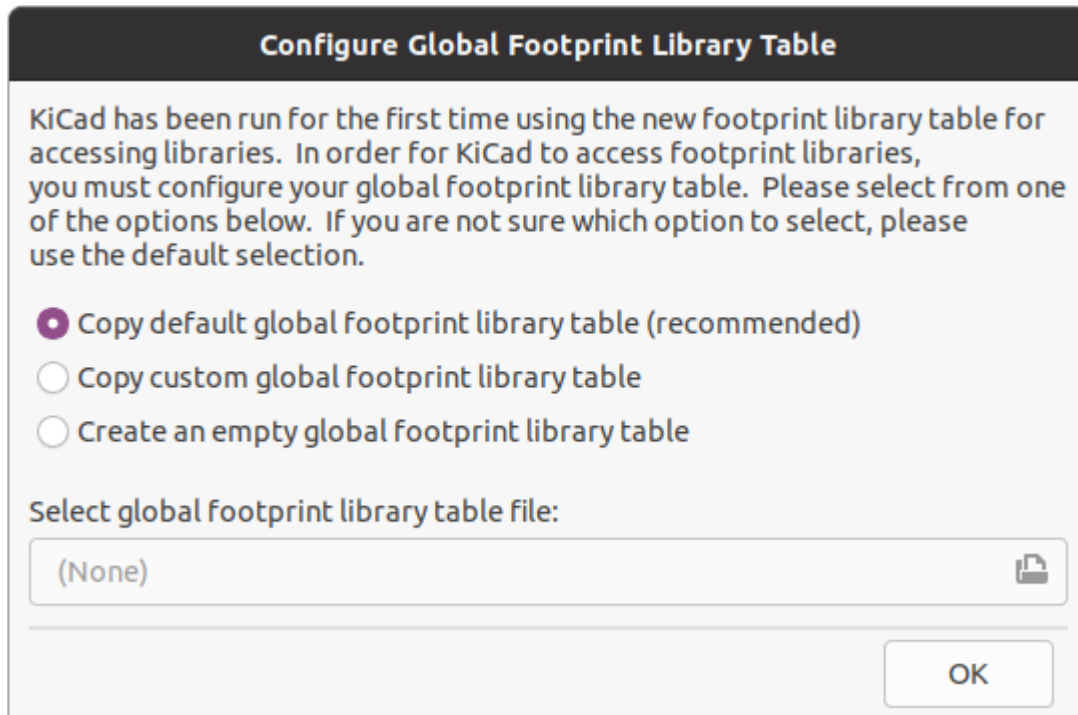 Configure Global Footprint Library Table
KiCad has been run for the first time using the new footprint library table for
accessing libraries.  In order for KiCad to access footprint libraries,
you must configure your global footprint library table.  Please select from one
of the options below.  If you are not sure which option to select, please
use the default selection.
Copy default global footprint library table (recommended)
Copy custom global footprint library table
Create an empty global footprint library table
Select global footprint library table file:
(None)
OK